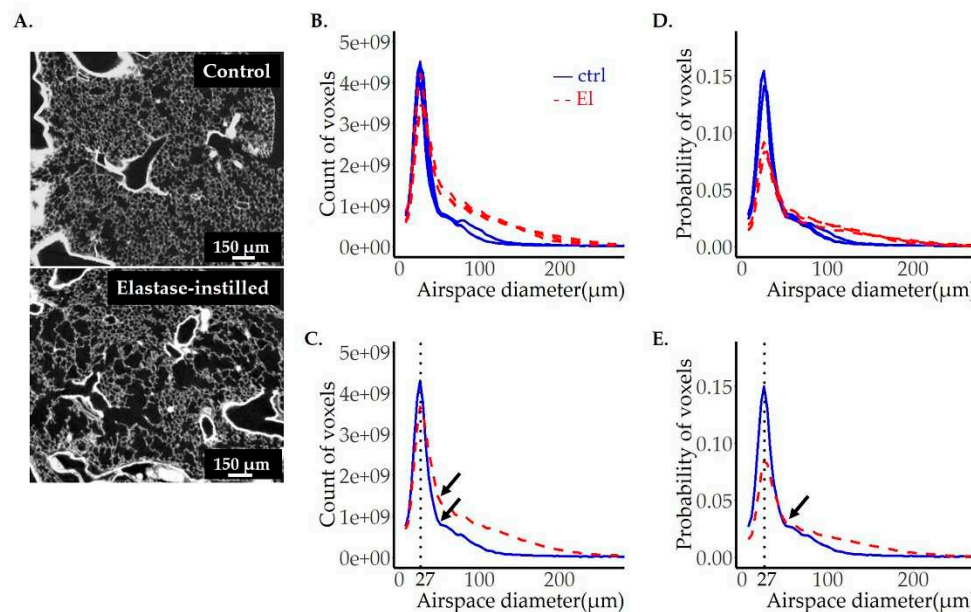 A.
Control
150 µm
Elastase-instilled
150 µm
B.
5e+09
4e+09
3e+09
2e+09
1e+09
0e+00
Count of voxels
ctrl
EI
0 100 200
Airspace diameter(µm)
D.
0.15
0.10
0.05
0.00
Probability of voxels
0 100 200
Airspace diameter(µm)
C.
5e+09
4e+09
3e+09
2e+09
1e+09
0e+00
Count of voxels
0 27 100 200
Airspace diameter(µm)
E.
0.15
0.10
0.05
0.00
Probability of voxels
0 27 100 200
Airspace diameter(µm)